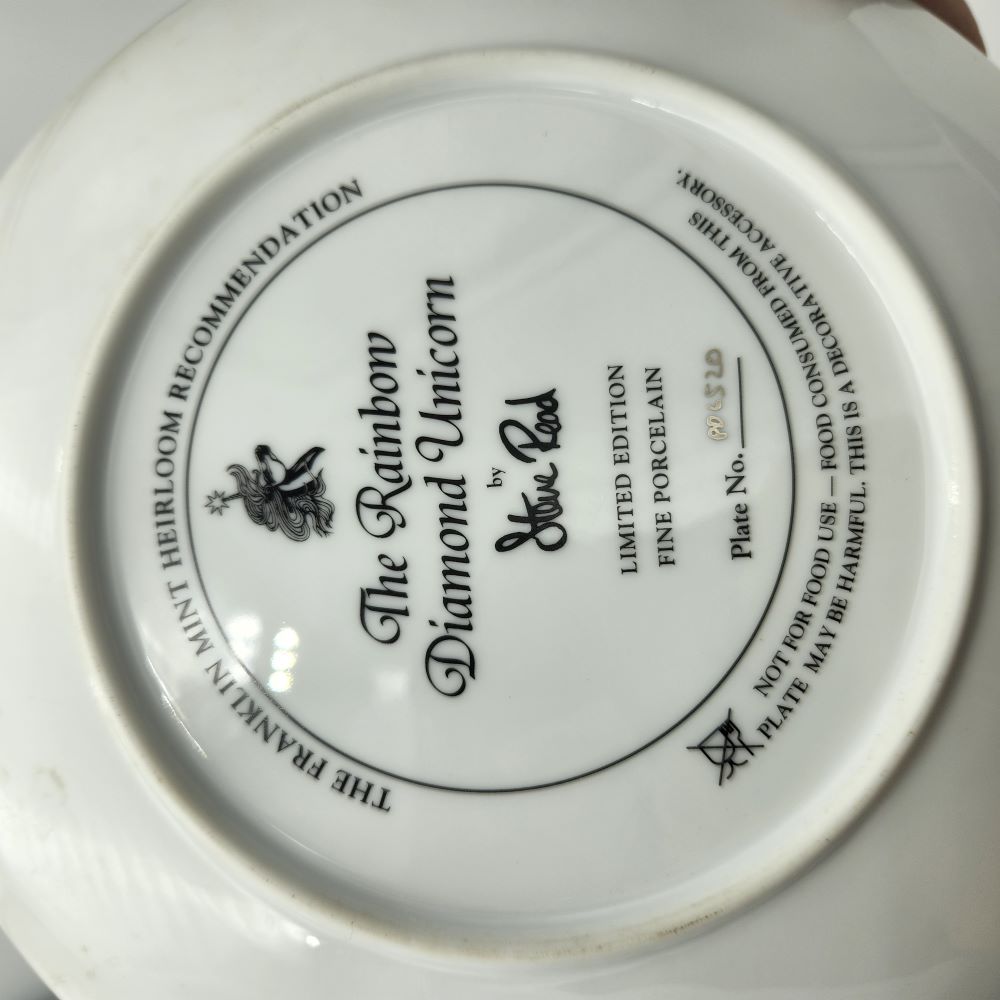 THE FRANKLIN MINT HEIRLOOM RECOMMENDATION
The Rainbow
Diamond Unicorn
by
Steve Read
LIMITED EDITION
FINE PORCELAIN
Plate No.
NOT FOR FOOD USE — FOOD CONSUMED FROM THIS
PLATE MAY BE HARMFUL. THIS IS A DECORATIVE ACCESSORY.